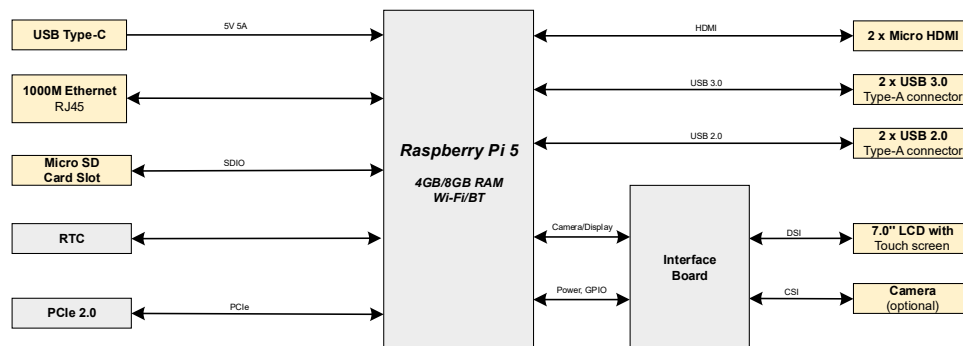 USB Type-C
5V 5A
1000M Ethernet
RJ45
Micro SD
Card Slot
SDIO
RTC
PCIe 2.0
PCIe
Raspberry Pi 5
4GB/8GB RAM
Wi-Fi/BT
HDMI
2 x Micro HDMI
USB 3.0
2 x USB 3.0
Type-A connector
USB 2.0
2 x USB 2.0
Type-A connector
Camera/Display
Power, GPIO
Interface
Board
DSI
7.0" LCD with
Touch screen
CSI
Camera
(optional)